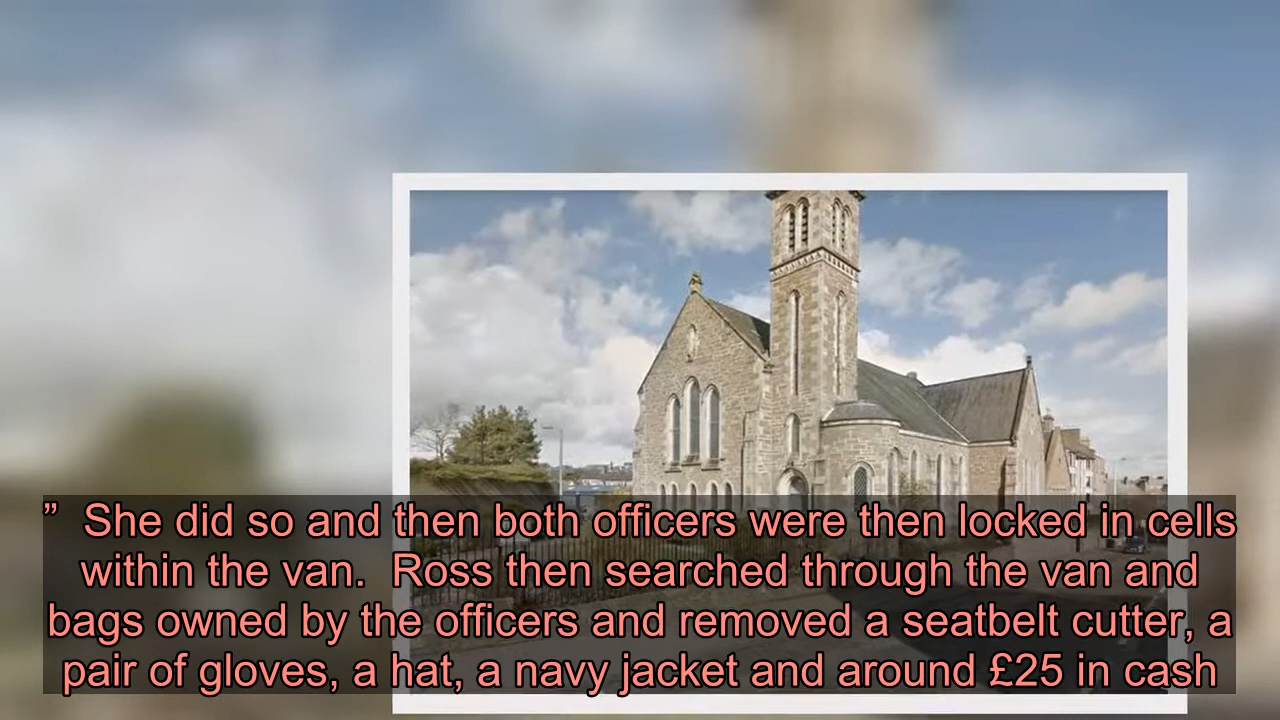 ”  She did so and then both officers were then locked in cells
within the van.  Ross then searched through the van and
bags owned by the officers and removed a seatbelt cutter, a
pair of gloves, a hat, a navy jacket and around £25 in cash